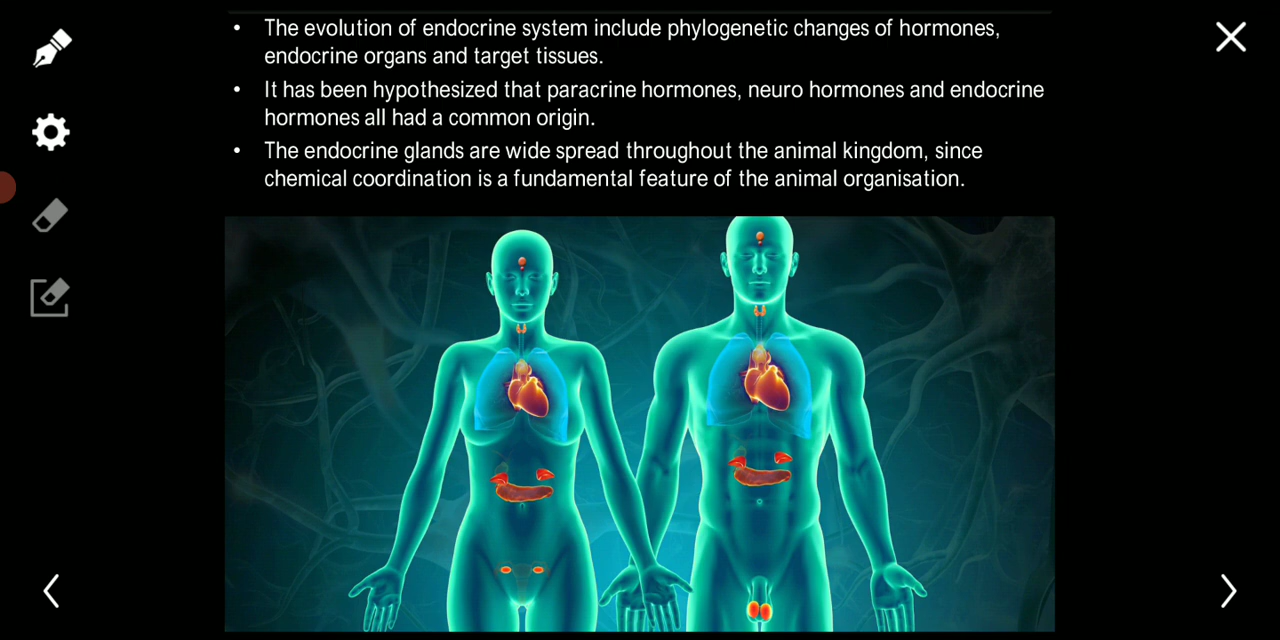 • The evolution of endocrine system include phylogenetic changes of hormones,
endocrine organs and target tissues.
• It has been hypothesized that paracrine hormones, neuro hormones and endocrine
hormones all had a common origin.
• The endocrine glands are wide spread throughout the animal kingdom, since
chemical coordination is a fundamental feature of the animal organisation.